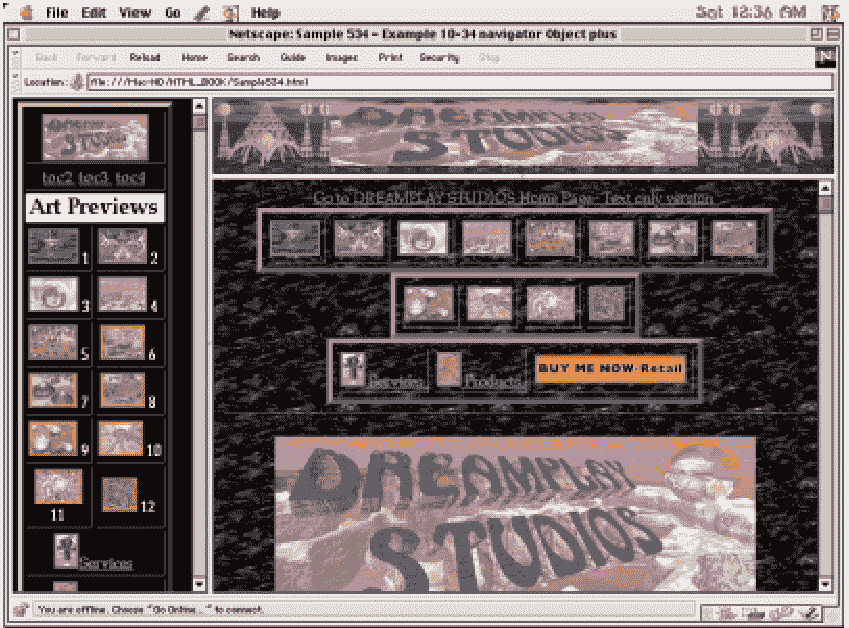 File Edit View Go Help Sat 12:36 AM
Netscape: Sample 534 - Example 10-34 navigator Object plus
Back Forward Reload Home Search Guide Images Print Security Stop
Location: file:///Mac-HD/HTML_BOOK/Sample534.html
DREAMPLAY STUDIOS
DREAMPLAY
STUDIOS
toc2 toc3 toc4
Art Previews
1 2
3 4
5 6
7 8
9 10
11 12
Services
Go to DREAMPLAY STUDIOS Home Page Text only version
Services Products BUY ME NOW-Retail
DREAMPLAY
STUDIOS
You are offline. Choose "Go Online..." to connect.